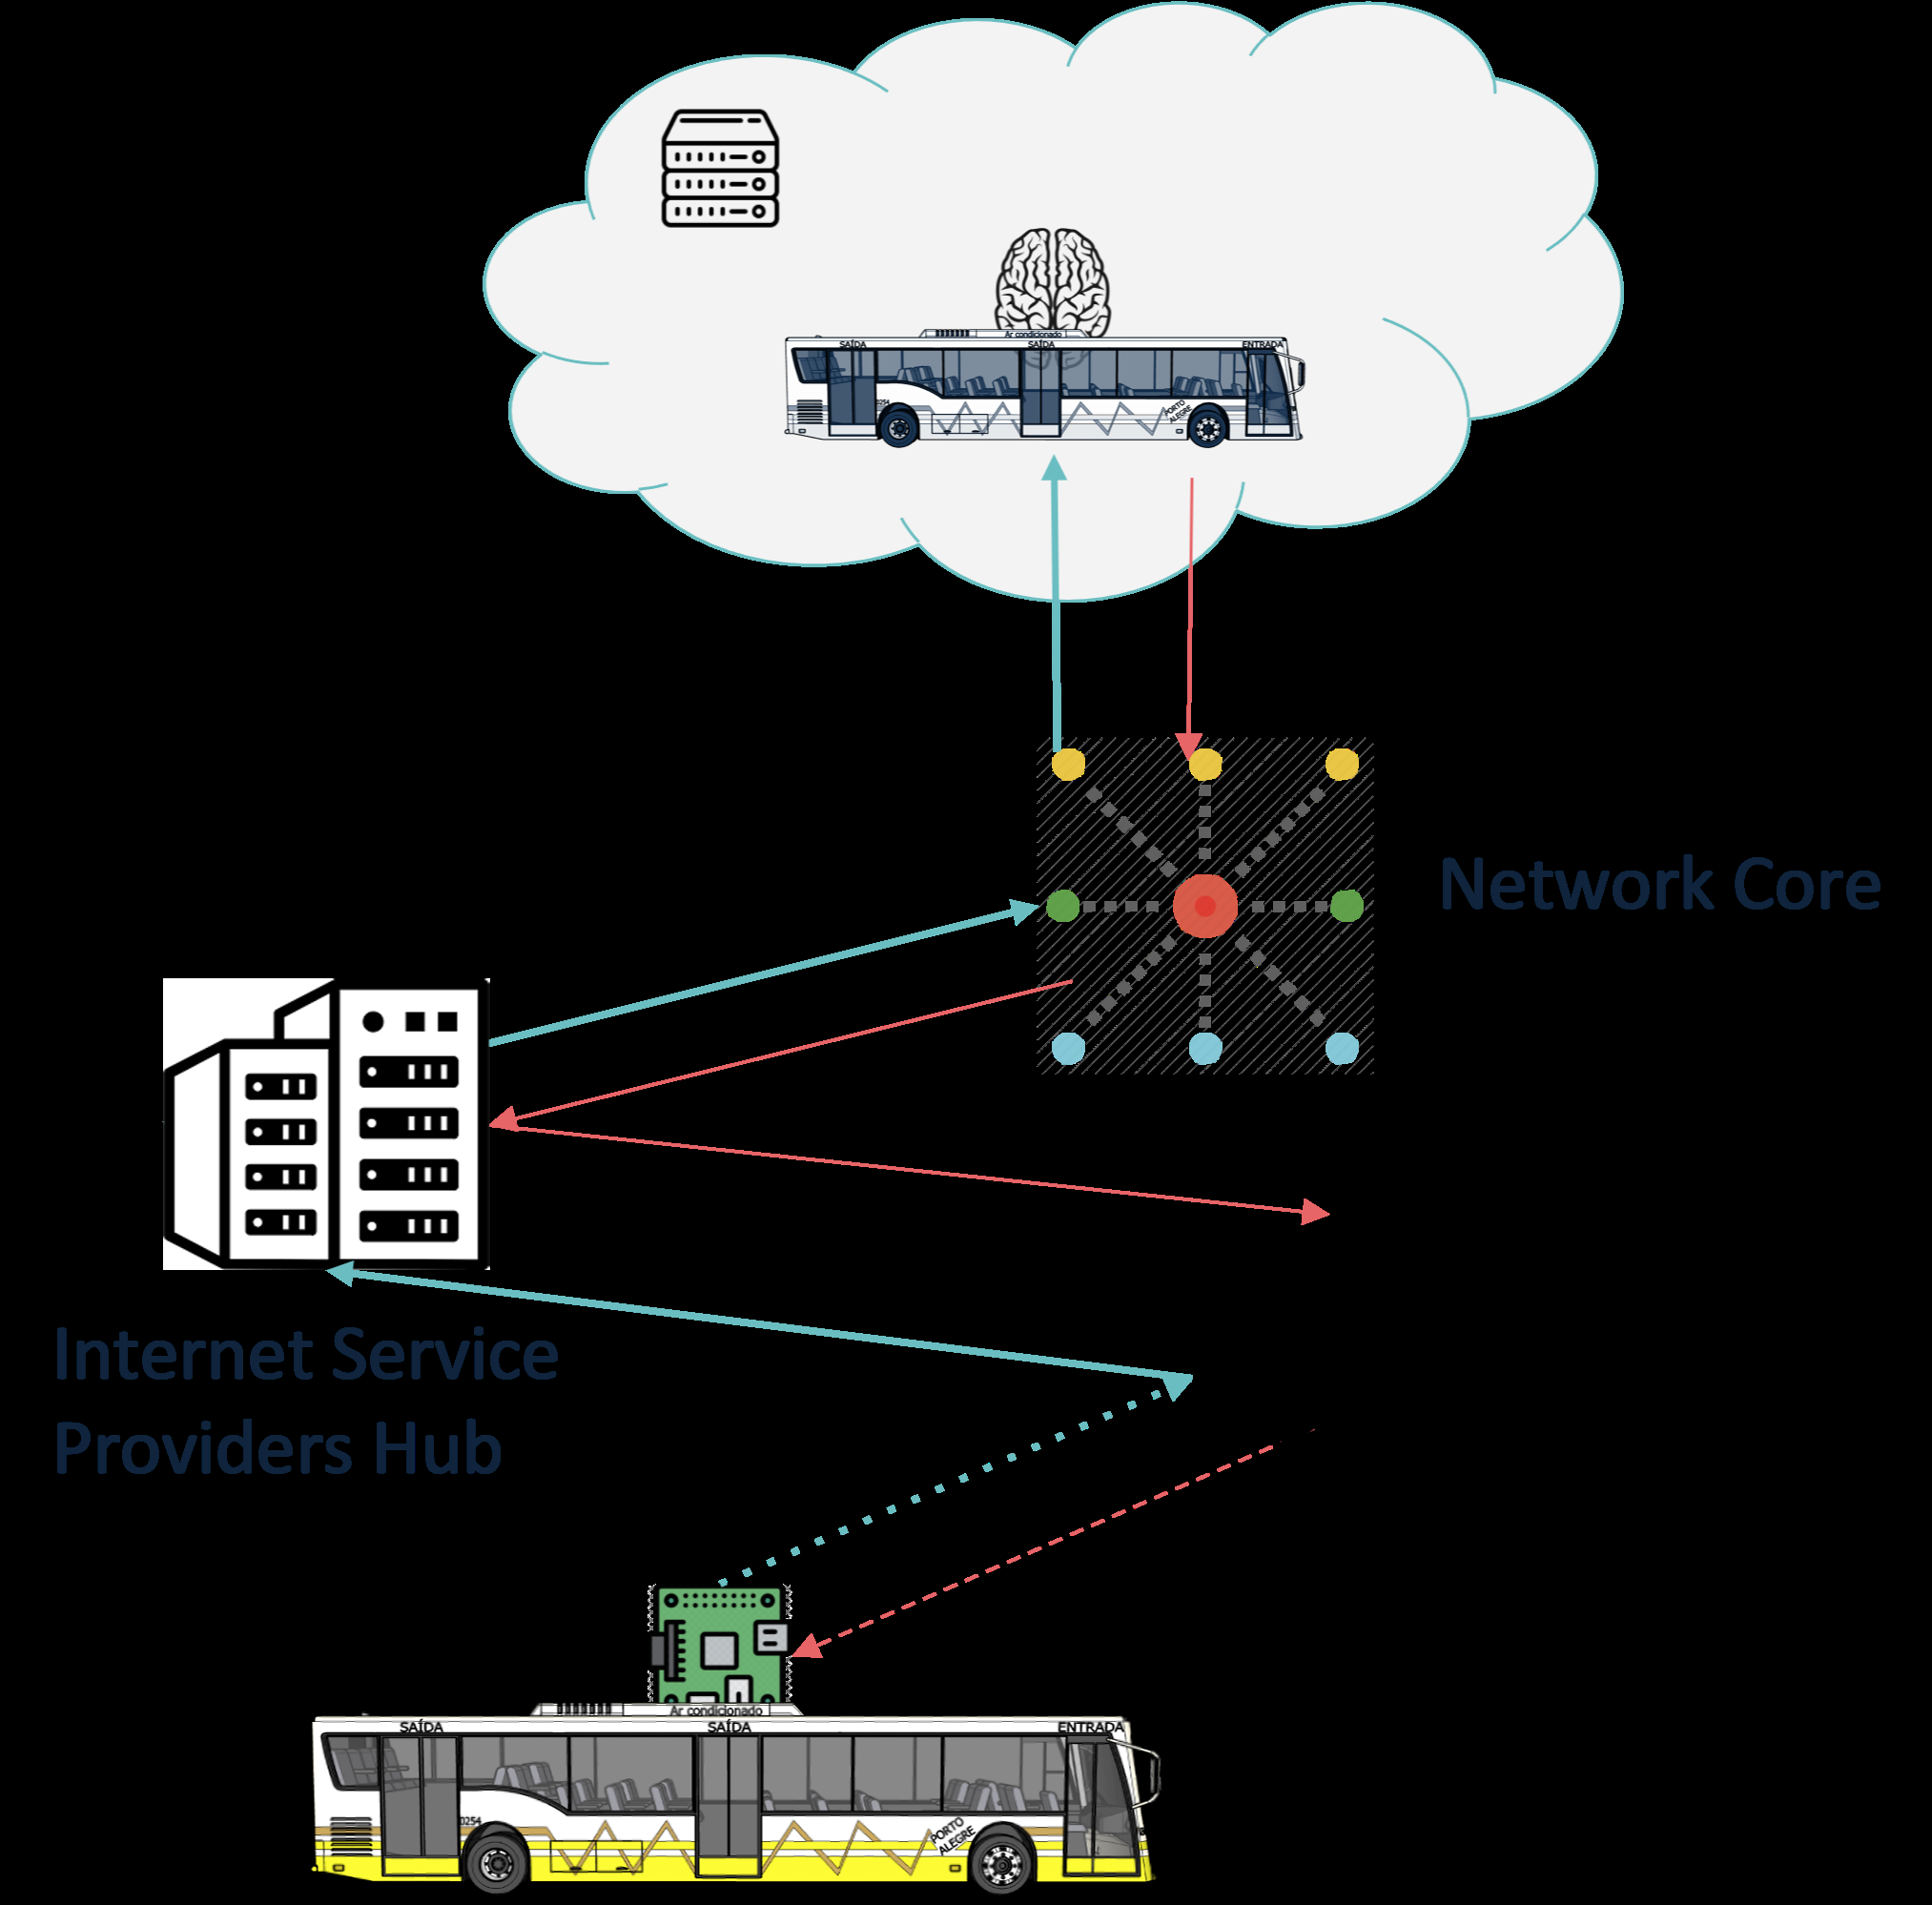 Ar condicionado
SAÍDA
SAÍDA
ENTRADA
0254
PORTO
ALEGRE
Network Core
Internet Service
Providers Hub
Ar condicionado
SAÍDA
SAÍDA
ENTRADA
0254
PORTO
ALEGRE